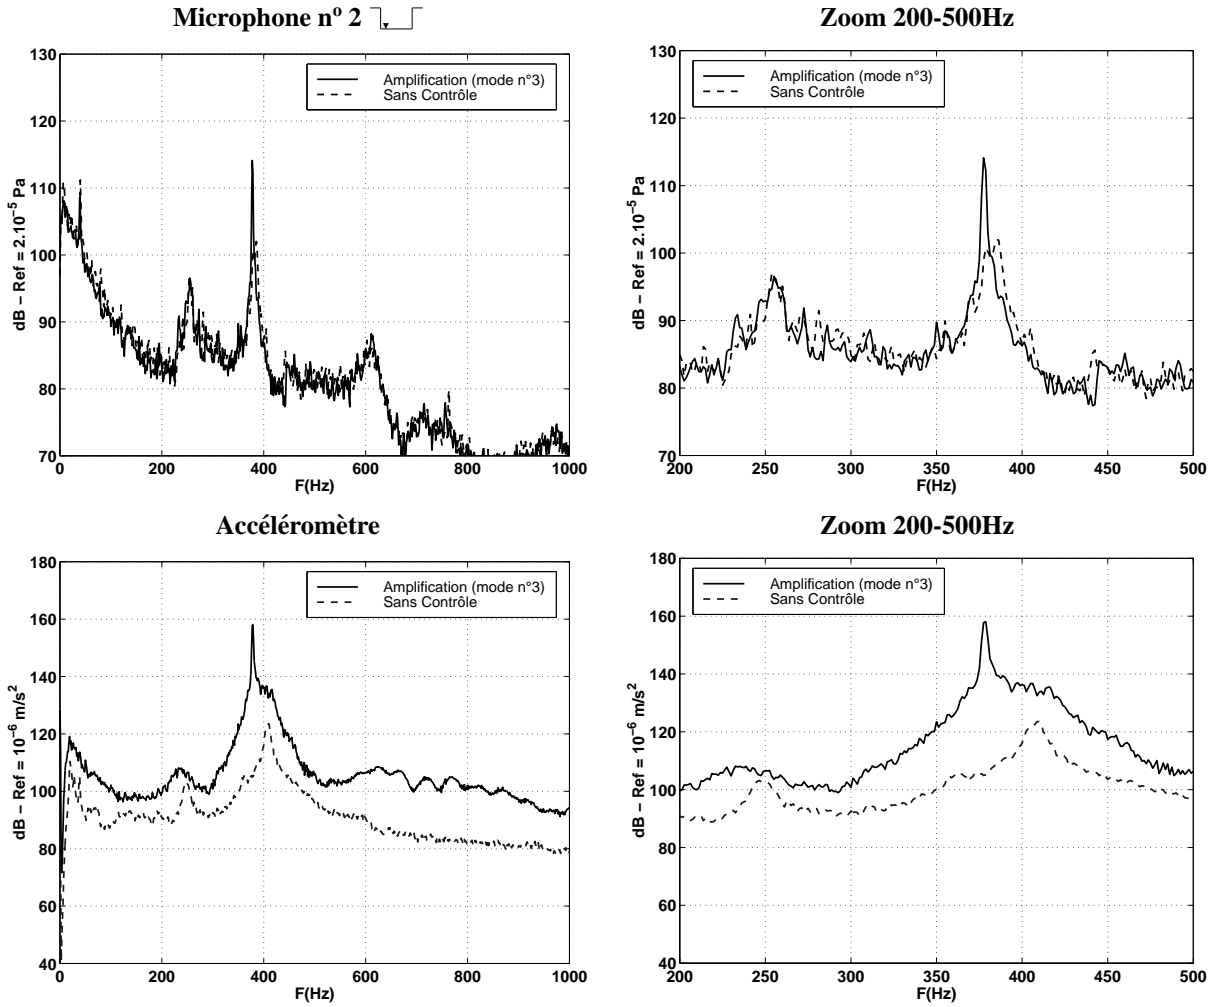 Microphone nº 2
Zoom 200-500Hz
130
120
110
100
90
80
70
dB – Ref = 2.10⁻⁵ Pa
Amplification (mode n°3)
Sans Contrôle
0 200 400 600 800 1000
F(Hz)
130
120
110
100
90
80
70
dB – Ref = 2.10⁻⁵ Pa
Amplification (mode n°3)
Sans Contrôle
200 250 300 350 400 450 500
F(Hz)
Accéléromètre
Zoom 200-500Hz
180
160
140
120
100
80
60
40
dB – Ref = 10⁻⁶ m/s²
Amplification (mode n°3)
Sans Contrôle
0 200 400 600 800 1000
F(Hz)
180
160
140
120
100
80
60
40
dB – Ref = 10⁻⁶ m/s²
Amplification (mode n°3)
Sans Contrôle
200 250 300 350 400 450 500
F(Hz)